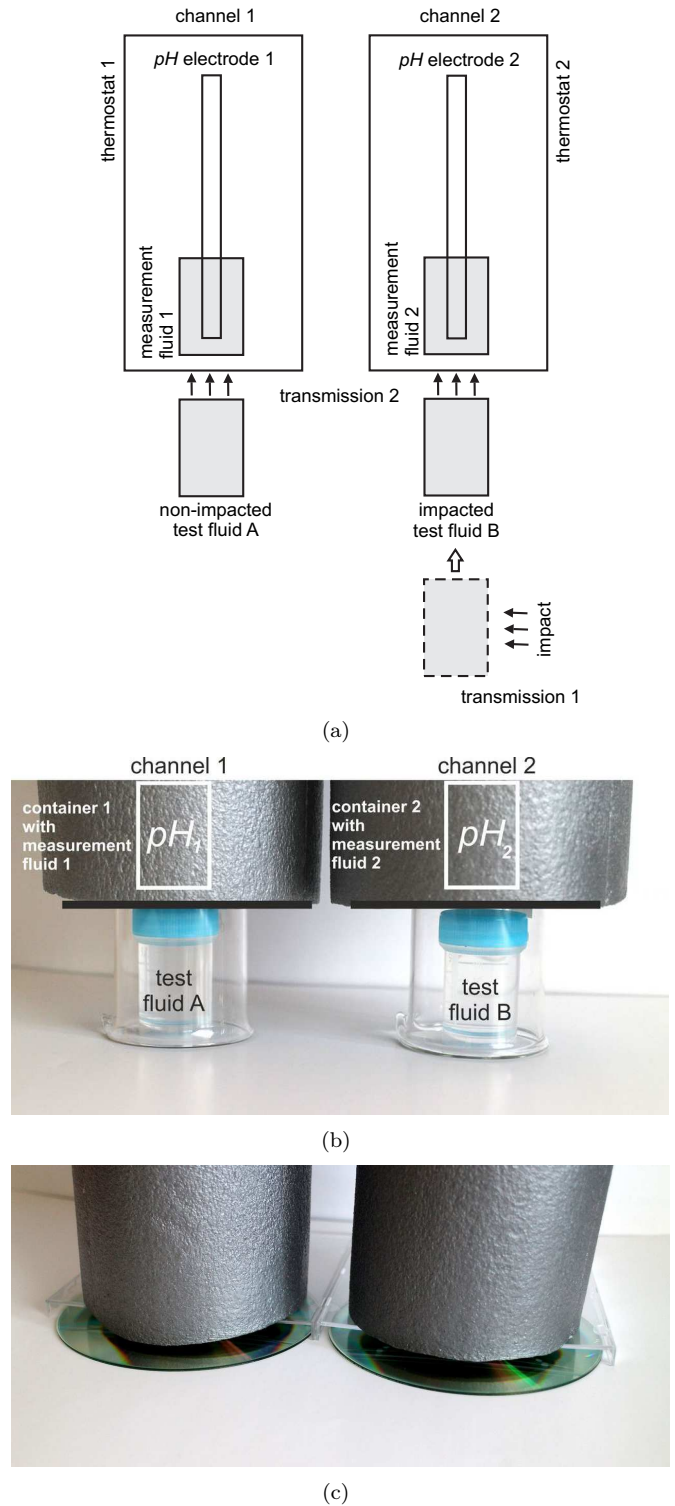 channel 1
channel 2
thermostat 1
pH electrode 1
measurement
fluid 1
pH electrode 2
thermostat 2
measurement
fluid 2
transmission 2
non-impacted
test fluid A
impacted
test fluid B
impact
transmission 1
(a)
channel 1
channel 2
container 1
with
measurement
fluid 1
pH1
container 2
with
measurement
fluid 2
pH2
test
fluid A
test
fluid B
(b)
(c)